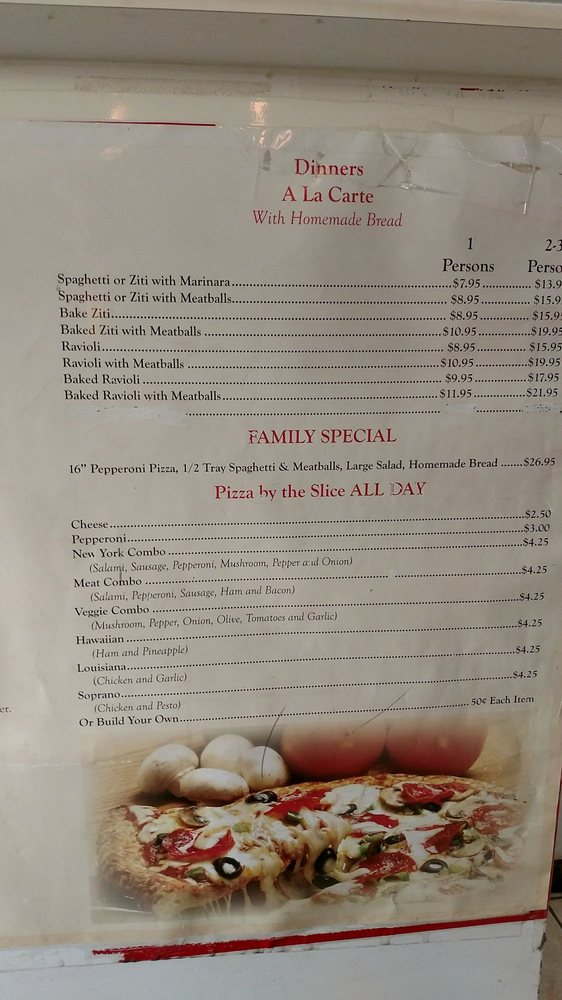 Dinners
A La Carte
With Homemade Bread
1 2-3
Persons Perso
Spaghetti or Ziti with Marinara $7.95 $13.9
Spaghetti or Ziti with Meatballs $8.95 $15.9
Bake Ziti $8.95 $15.9
Baked Ziti with Meatballs $10.95 $19.95
Ravioli $8.95 $15.95
Ravioli with Meatballs $10.95 $19.95
Baked Ravioli $9.95 $17.95
Baked Ravioli with Meatballs $11.95 $21.95
FAMILY SPECIAL
16" Pepperoni Pizza, 1/2 Tray Spaghetti & Meatballs, Large Salad, Homemade Bread $26.95
Pizza by the Slice ALL DAY
Cheese $2.50
Pepperoni $3.00
New York Combo $4.25
(Salami, Sausage, Pepperoni, Mushroom, Pepper and Onion)
Meat Combo $4.25
(Salami, Pepperoni, Sausage, Ham and Bacon)
Veggie Combo $4.25
(Mushroom, Pepper, Onion, Olive, Tomatoes and Garlic)
Hawaiian $4.25
(Ham and Pineapple)
Louisiana $4.25
(Chicken and Garlic)
Soprano $4.25
(Chicken and Pesto)
er.
Or Build Your Own 50¢ Each Item